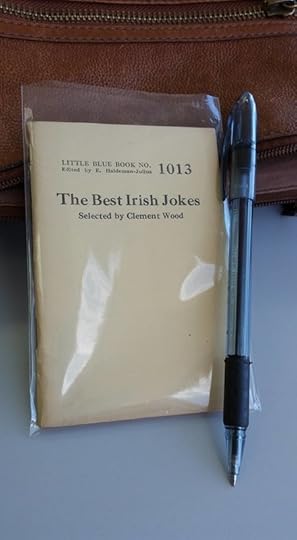 LITTLE BLUE BOOK NO. 1013
Edited by E. Haldeman-Julius
The Best Irish Jokes
Selected by Clement Wood